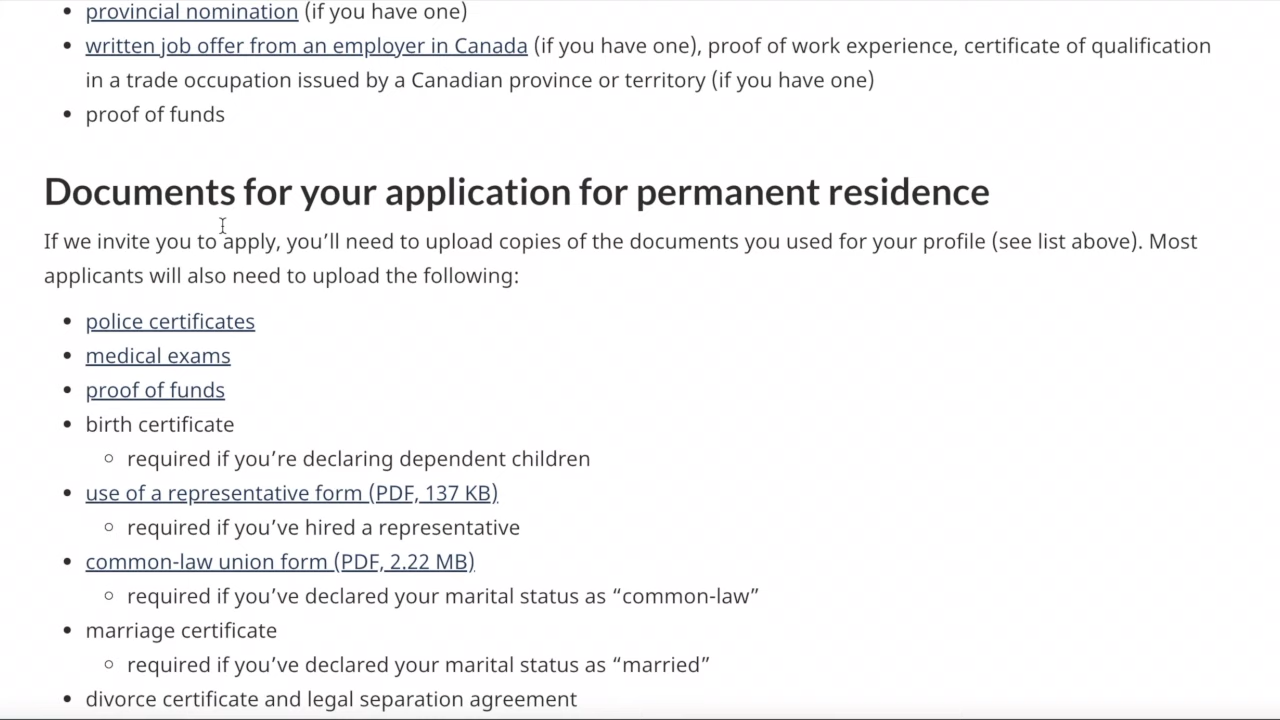 • provincial nomination (if you have one)
• written job offer from an employer in Canada (if you have one), proof of work experience, certificate of qualification
in a trade occupation issued by a Canadian province or territory (if you have one)
• proof of funds
Documents for your application for permanent residence
If we invite you to apply, you’ll need to upload copies of the documents you used for your profile (see list above). Most
applicants will also need to upload the following:
• police certificates
• medical exams
• proof of funds
• birth certificate
○ required if you’re declaring dependent children
• use of a representative form (PDF, 137 KB)
○ required if you’ve hired a representative
• common-law union form (PDF, 2.22 MB)
○ required if you’ve declared your marital status as “common-law”
• marriage certificate
○ required if you’ve declared your marital status as “married”
• divorce certificate and legal separation agreement